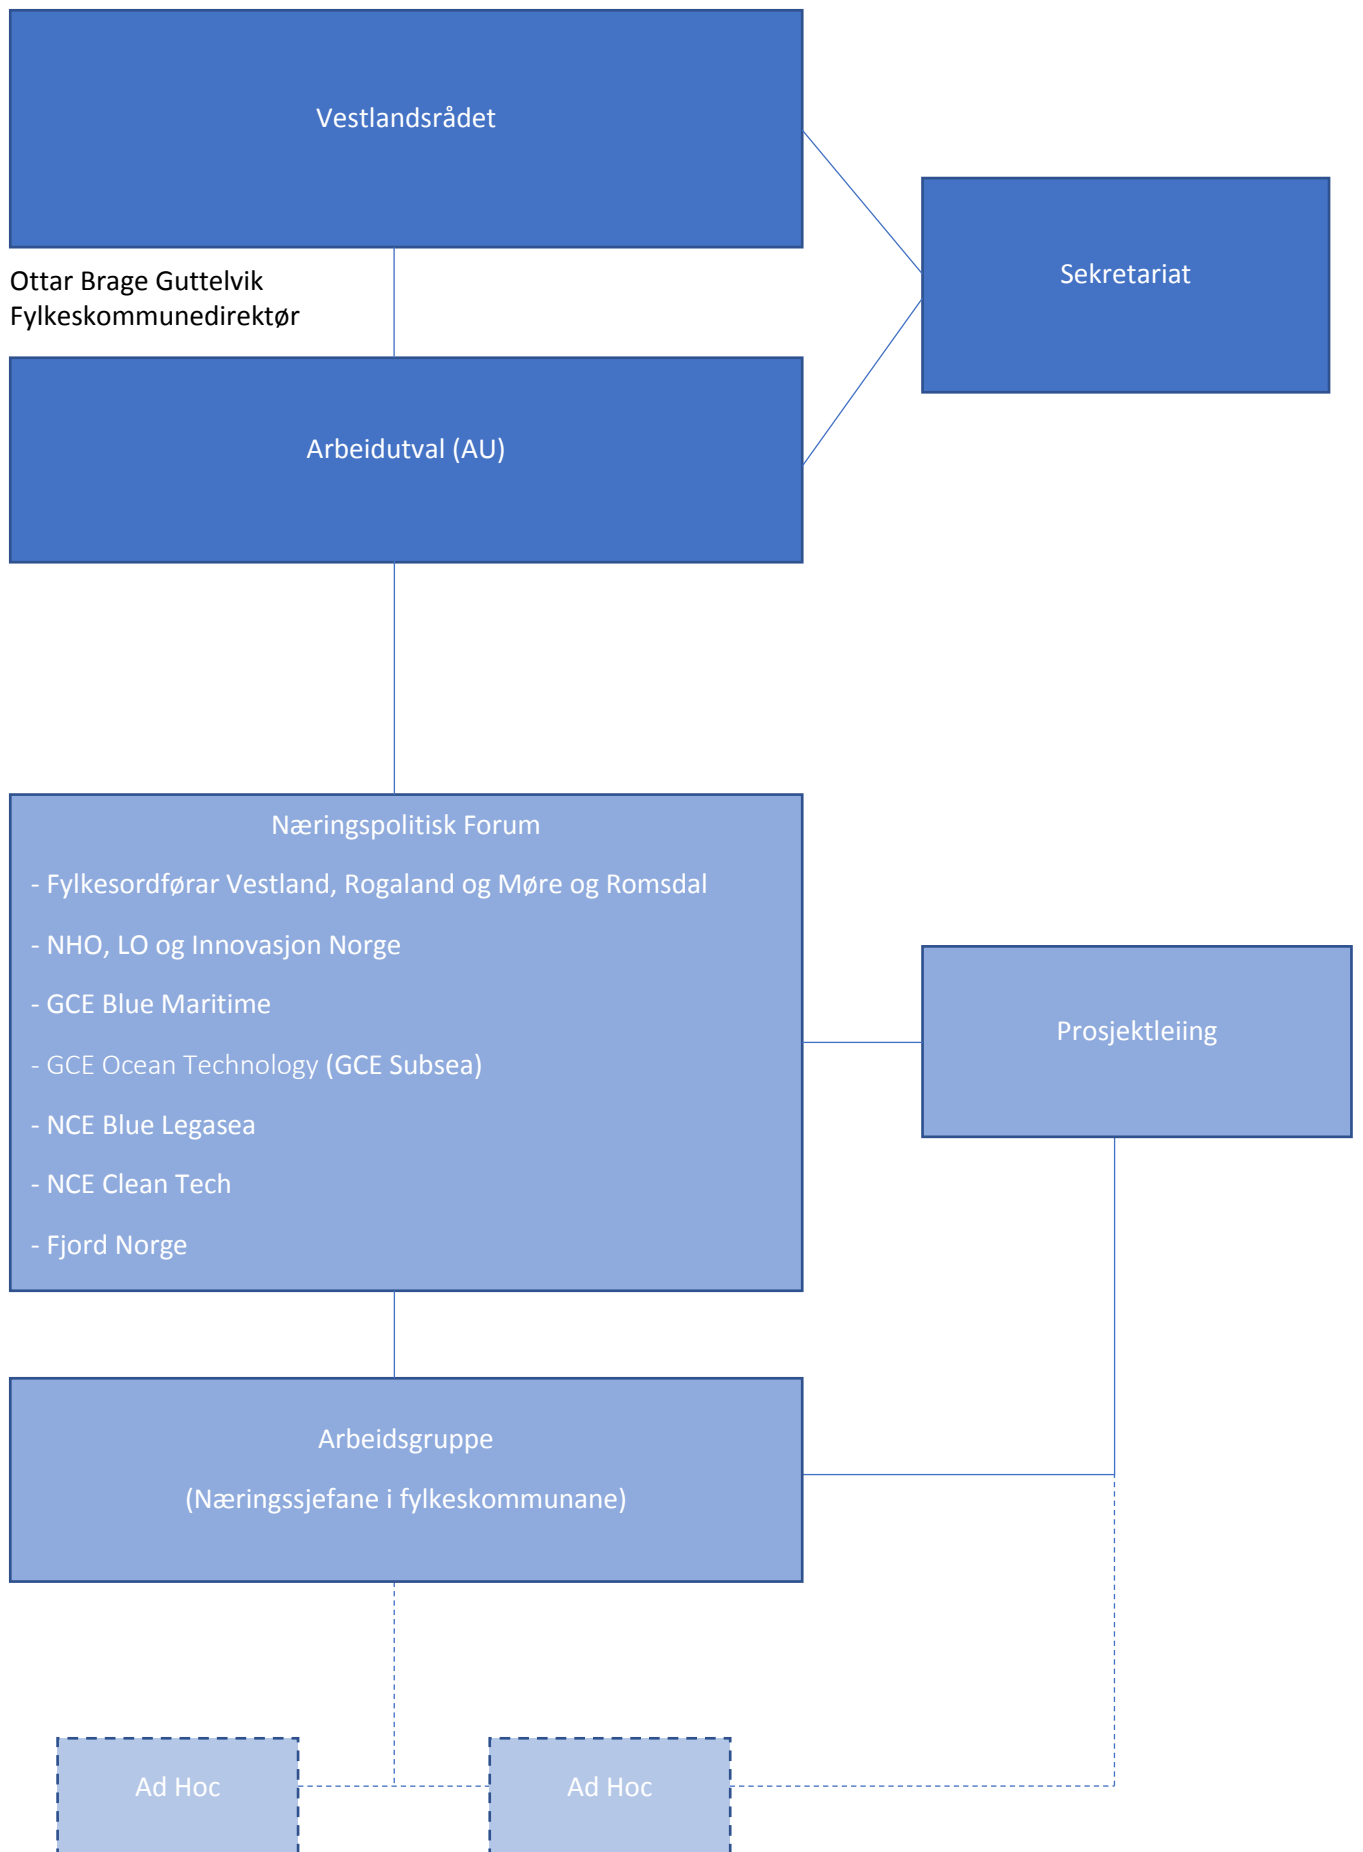 Vestlandsrådet
Sekretariat
Ottar Brage Guttelvik
Fylkeskommunedirektør
Arbeidutval (AU)
Næringspolitisk Forum
- Fylkesordførar Vestland, Rogaland og Møre og Romsdal
- NHO, LO og Innovasjon Norge
- GCE Blue Maritime
- GCE Ocean Technology (GCE Subsea)
- NCE Blue Legasea
- NCE Clean Tech
- Fjord Norge
Prosjektleiing
Arbeidsgruppe
(Næringssjefane i fylkeskommunane)
Ad Hoc
Ad Hoc